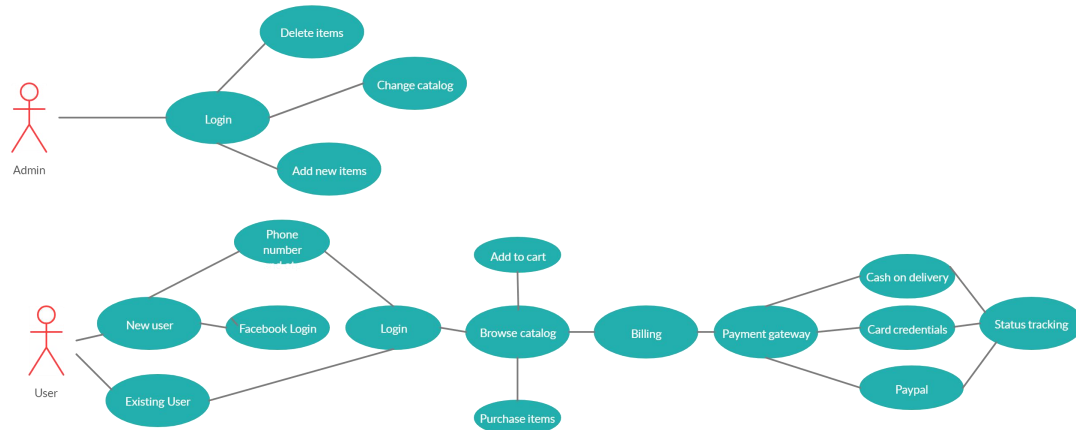 Delete items
Change catalog
Login
Add new items
Admin
Phone
number
Add to cart
Cash on delivery
New user
Facebook Login
Login
Browse catalog
Billing
Payment gateway
Card credentials
Status tracking
User
Existing User
Paypal
Purchase items